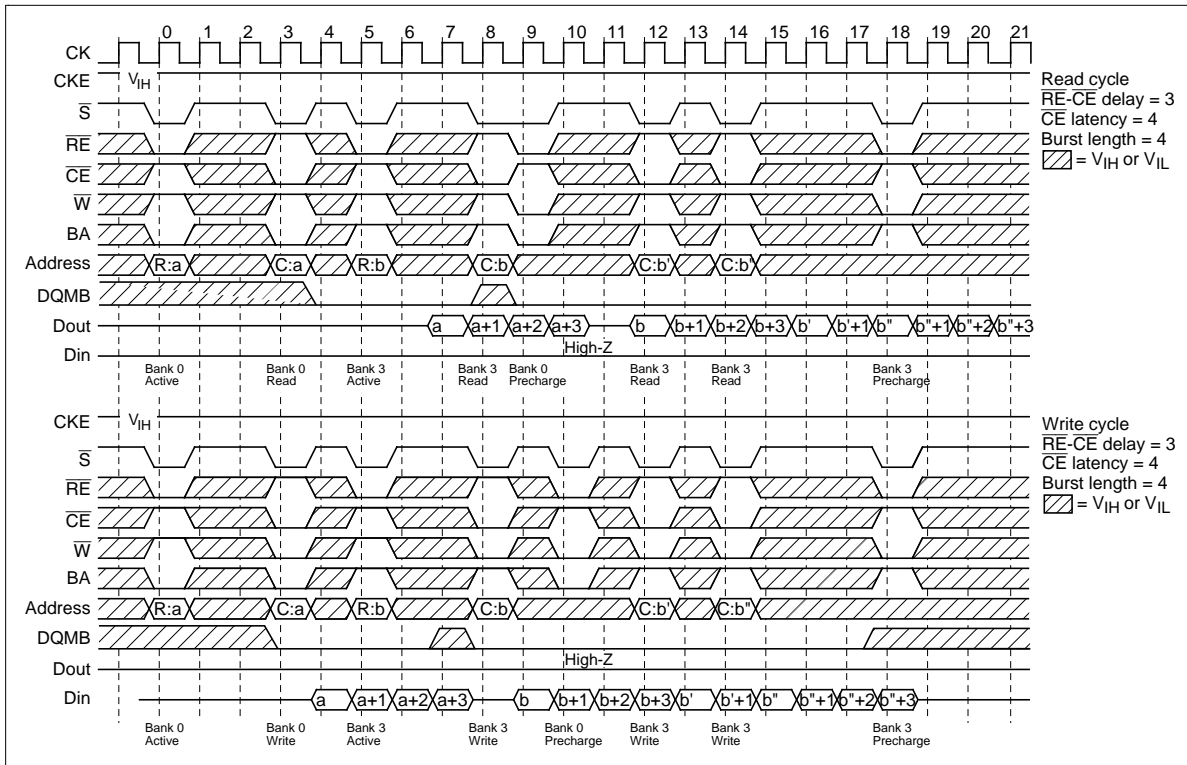 0 1 2 3 4 5 6 7 8 9 10 11 12 13 14 15 16 17 18 19 20 21
CK
CKE VIH
S
RE
CE
W
BA
Address R:a C:a R:b C:b C:b' C:b"
DQMB
Dout a a+1 a+2 a+3 b b+1 b+2 b+3 b' b'+1 b" b"+1 b"+2 b"+3
High-Z
Din
Bank 0 Active
Bank 0 Read
Bank 3 Active
Bank 3 Read
Bank 0 Precharge
Bank 3 Read
Bank 3 Read
Bank 3 Precharge
Read cycle
RE-CE delay = 3
CE latency = 4
Burst length = 4
= VIH or VIL
CKE VIH
S
RE
CE
W
BA
Address R:a C:a R:b C:b C:b' C:b"
DQMB
High-Z
Dout
Din a a+1 a+2 a+3 b b+1 b+2 b+3 b' b'+1 b" b"+1 b"+2 b"+3
Bank 0 Active
Bank 0 Write
Bank 3 Active
Bank 3 Write
Bank 0 Precharge
Bank 3 Write
Bank 3 Write
Bank 3 Precharge
Write cycle
RE-CE delay = 3
CE latency = 4
Burst length = 4
= VIH or VIL